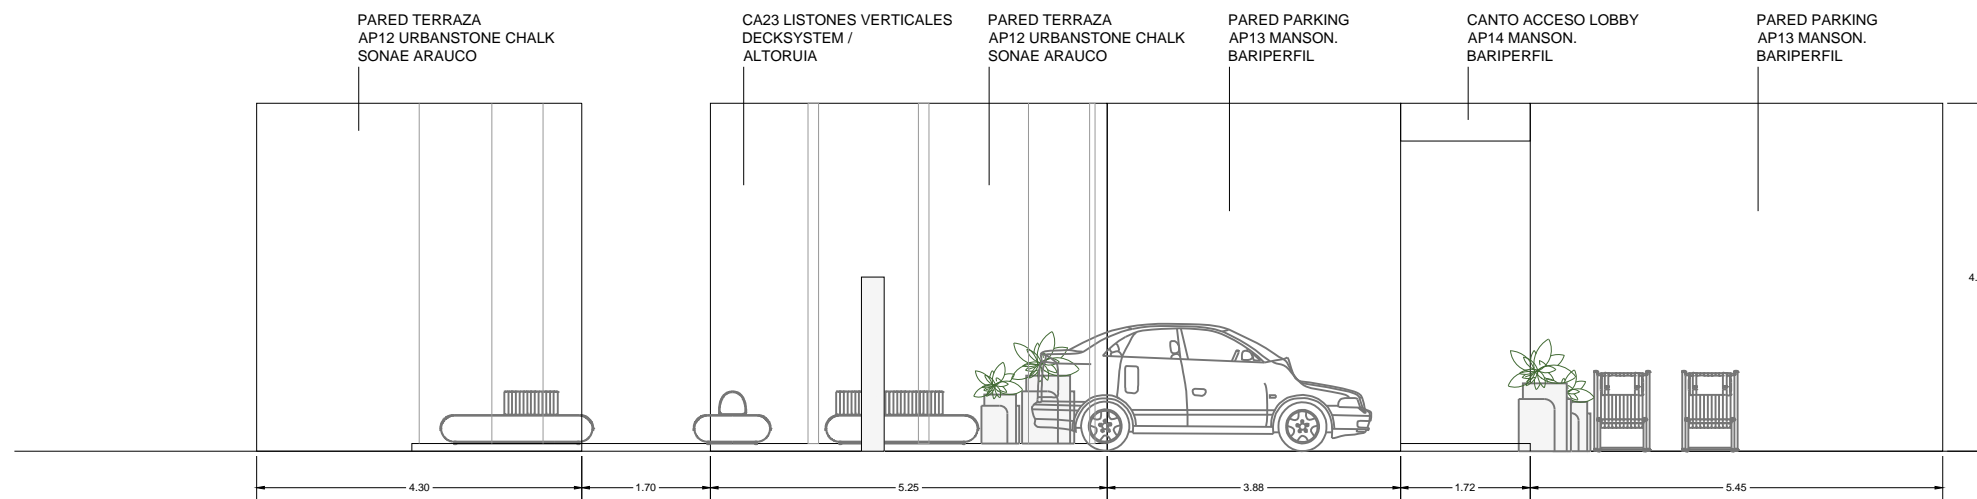 PARED TERRAZA
AP12 URBANSTONE CHALK
SONAE ARAUCO
CA23 LISTONES VERTICALES
DECKSYSTEM /
ALTORUIA
PARED TERRAZA
AP12 URBANSTONE CHALK
SONAE ARAUCO
PARED PARKING
AP13 MANSON.
BARIPERFIL
CANTO ACCESO LOBBY
AP14 MANSON.
BARIPERFIL
PARED PARKING
AP13 MANSON.
BARIPERFIL
4.
4.30
1.70
5.25
3.88
1.72
5.45